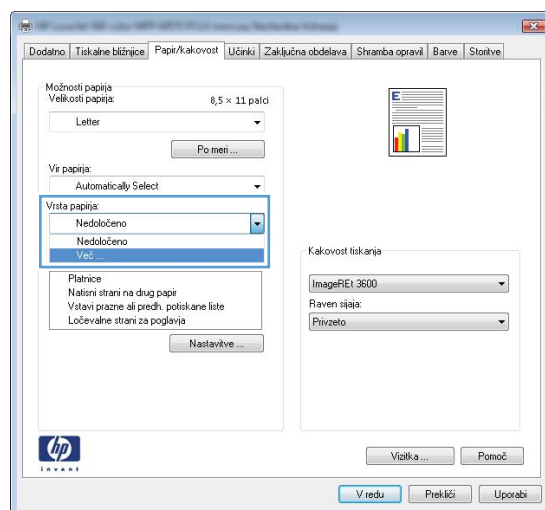 Dodatno Tiskalne bližnjice Papir/kakovost Učinki Zaključna obdelava Shramba opravil Barve Storitve
Možnosti papirja
Velikosti papirja: 8,5 × 11 palci
Letter
Po meri ...
Vir papirja:
Automatically Select
Vrsta papirja:
Nedoločeno
Nedoločeno
Več ...
Platnice
Natisni strani na drug papir
Vstavi prazne ali predh. potiskane liste
Ločevalne strani za poglavja
Nastavitve ...
E
Kakovost tiskanja
ImageREt 3600
Raven sijaja:
Privzeto
hp
invent
Vizitka ... Pomoč
V redu Prekliči Uporabi